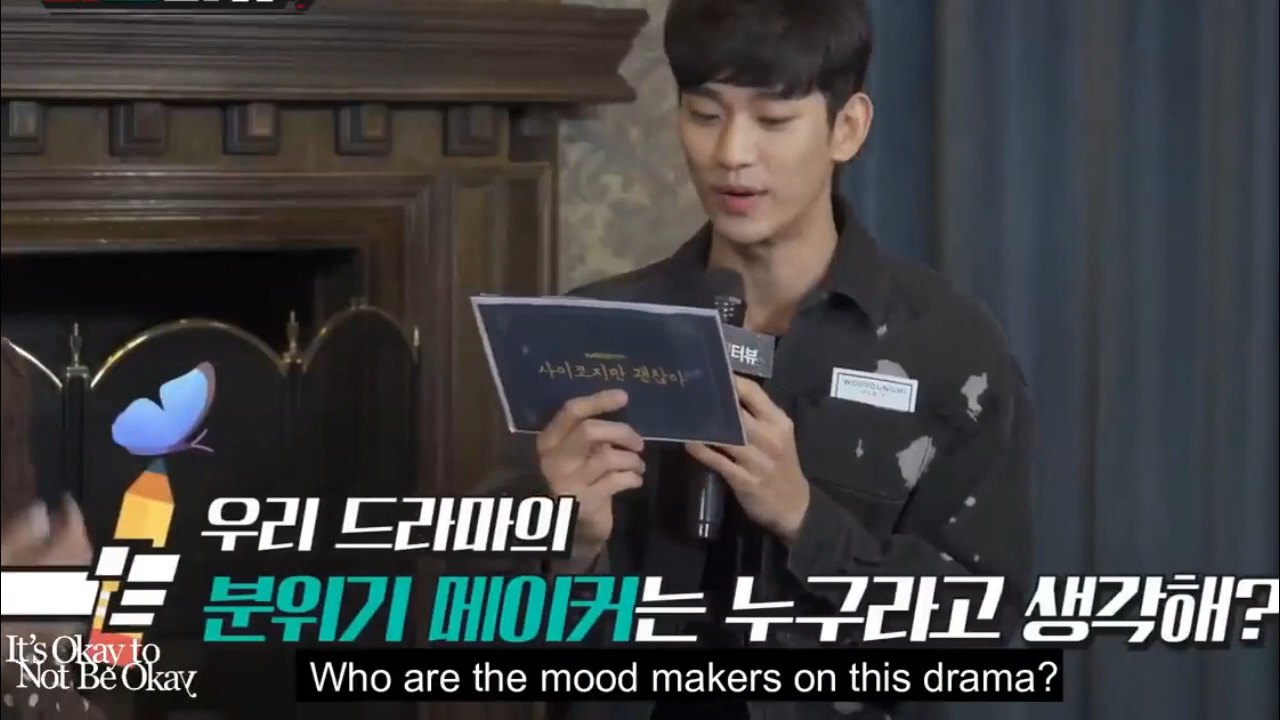 사이코지만 괜찮아
터뷰
WOOYOUNGMI
우리 드라마의
분위기 메이커는 누구라고 생각해?
It's Okay to
Not Be Okay
Who are the mood makers on this drama?